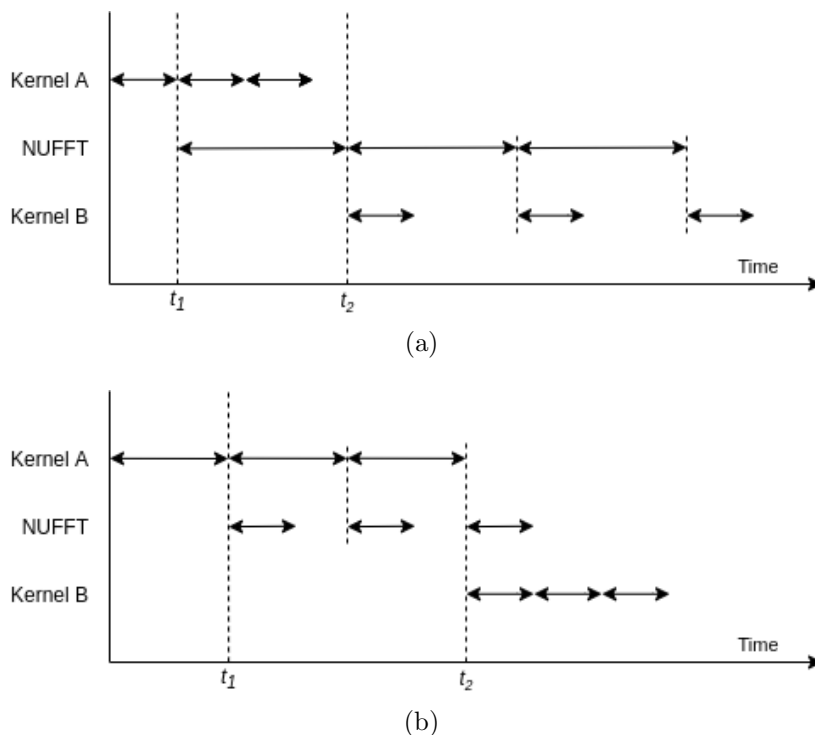 Kernel A
NUFFT
Kernel B
Time
t1 t2
(a)
Kernel A
NUFFT
Kernel B
Time
t1 t2
(b)